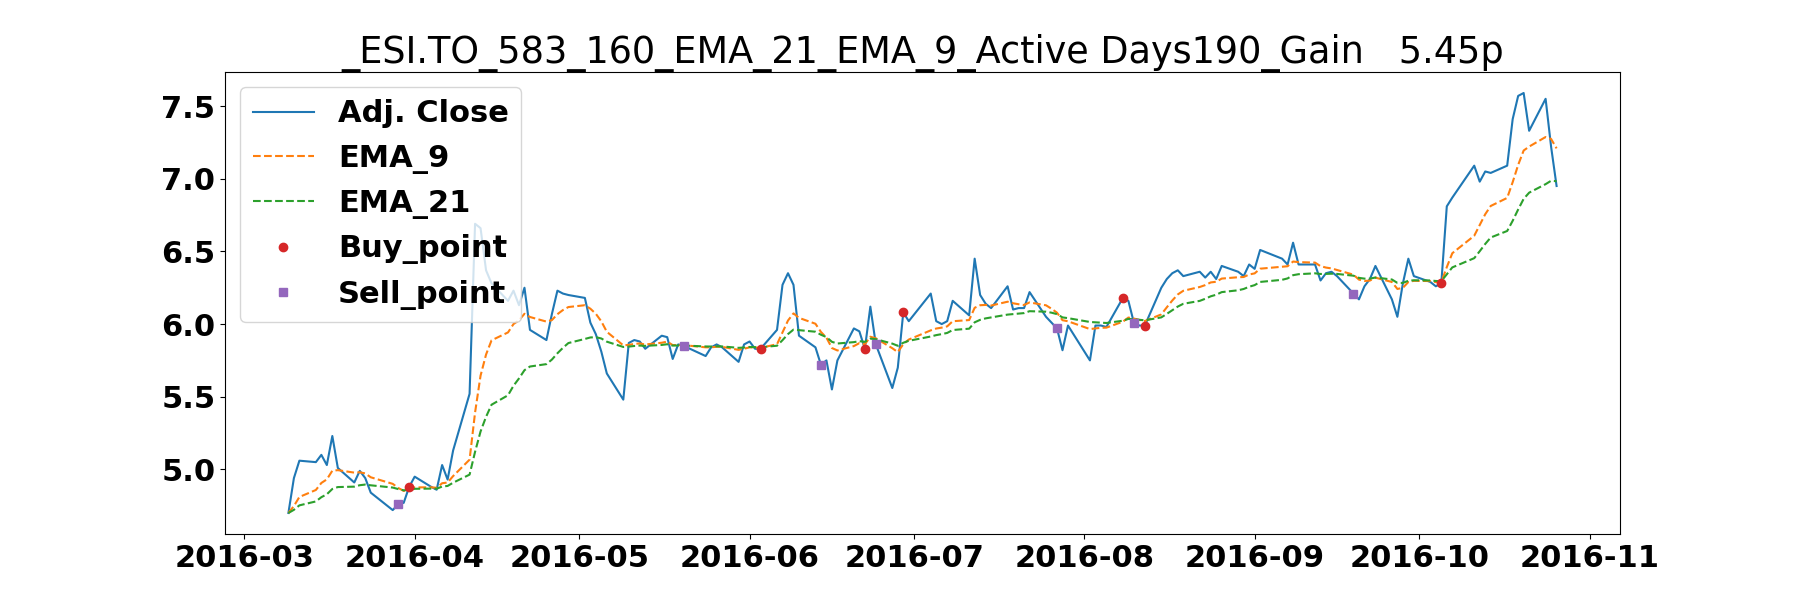 _ESI.TO_583_160_EMA_21_EMA_9_Active Days190_Gain   5.45p
7.5
7.0
6.5
6.0
5.5
5.0
Adj. Close
EMA_9
EMA_21
Buy_point
Sell_point
2016-03 2016-04 2016-05 2016-06 2016-07 2016-08 2016-09 2016-10 2016-11